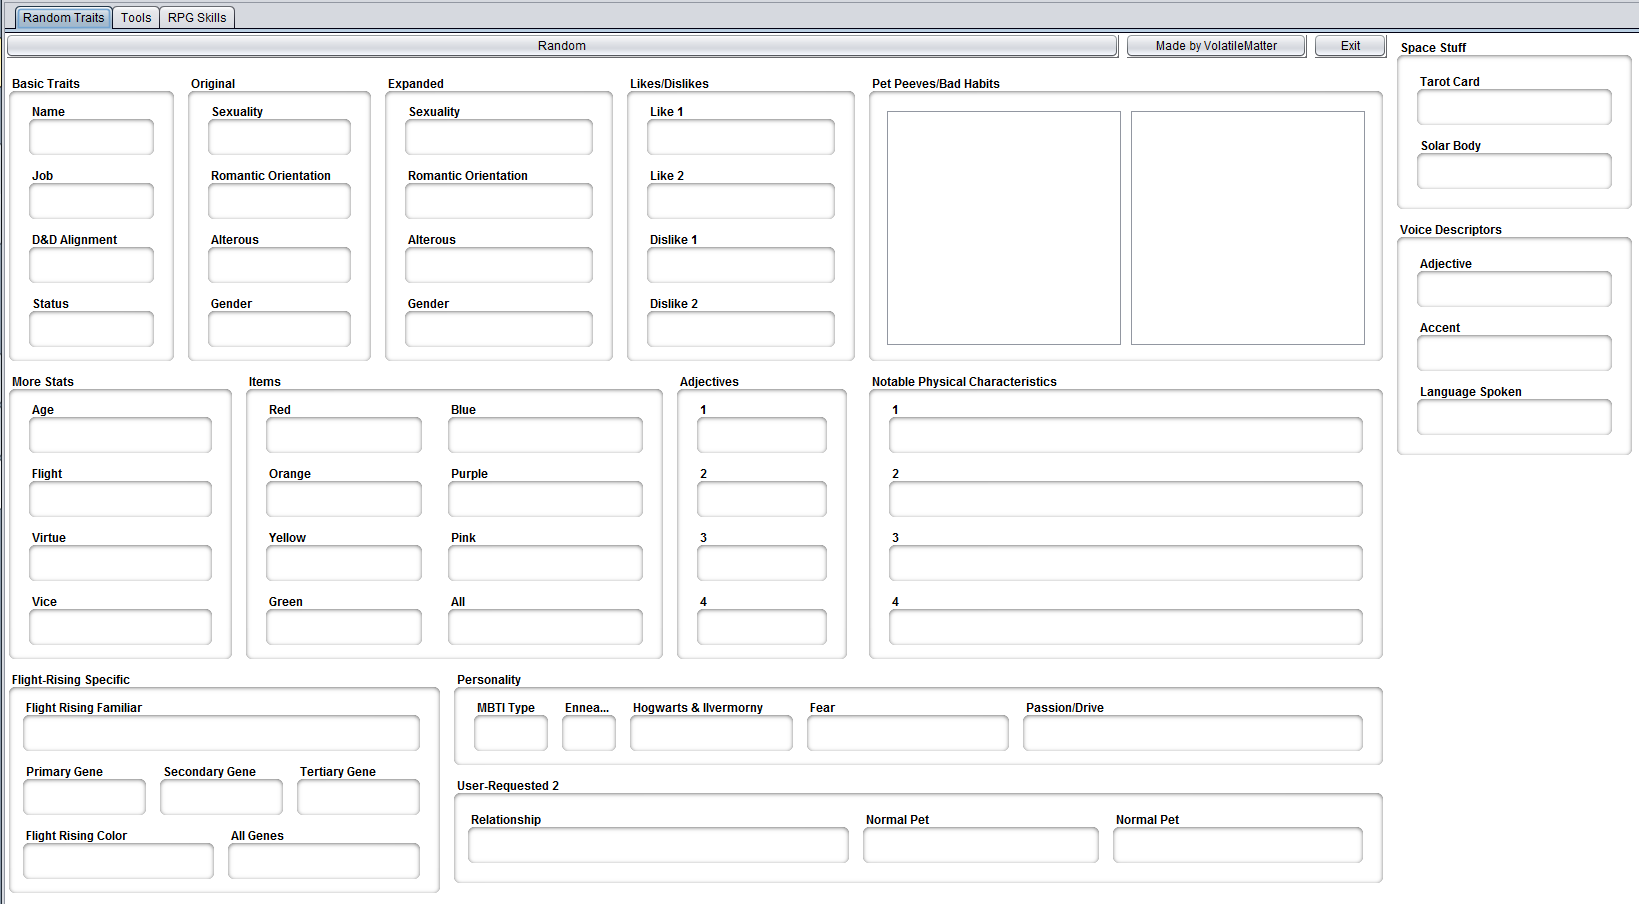 Random Traits
Tools
RPG Skills
Random
Made by VolatileMatter
Exit
Basic Traits
Name
Job
D&D Alignment
Status
Original
Sexuality
Romantic Orientation
Alterous
Gender
Expanded
Sexuality
Romantic Orientation
Alterous
Gender
Likes/Dislikes
Like 1
Like 2
Dislike 1
Dislike 2
Pet Peeves/Bad Habits
Space Stuff
Tarot Card
Solar Body
Voice Descriptors
Adjective
Accent
Language Spoken
More Stats
Age
Flight
Virtue
Vice
Items
Red
Blue
Orange
Purple
Yellow
Pink
Green
All
Adjectives
1
2
3
4
Notable Physical Characteristics
1
2
3
4
Flight-Rising Specific
Flight Rising Familiar
Primary Gene
Secondary Gene
Tertiary Gene
Flight Rising Color
All Genes
Personality
MBTI Type
Ennea...
Hogwarts & Ilvermorny
Fear
Passion/Drive
User-Requested 2
Relationship
Normal Pet
Normal Pet